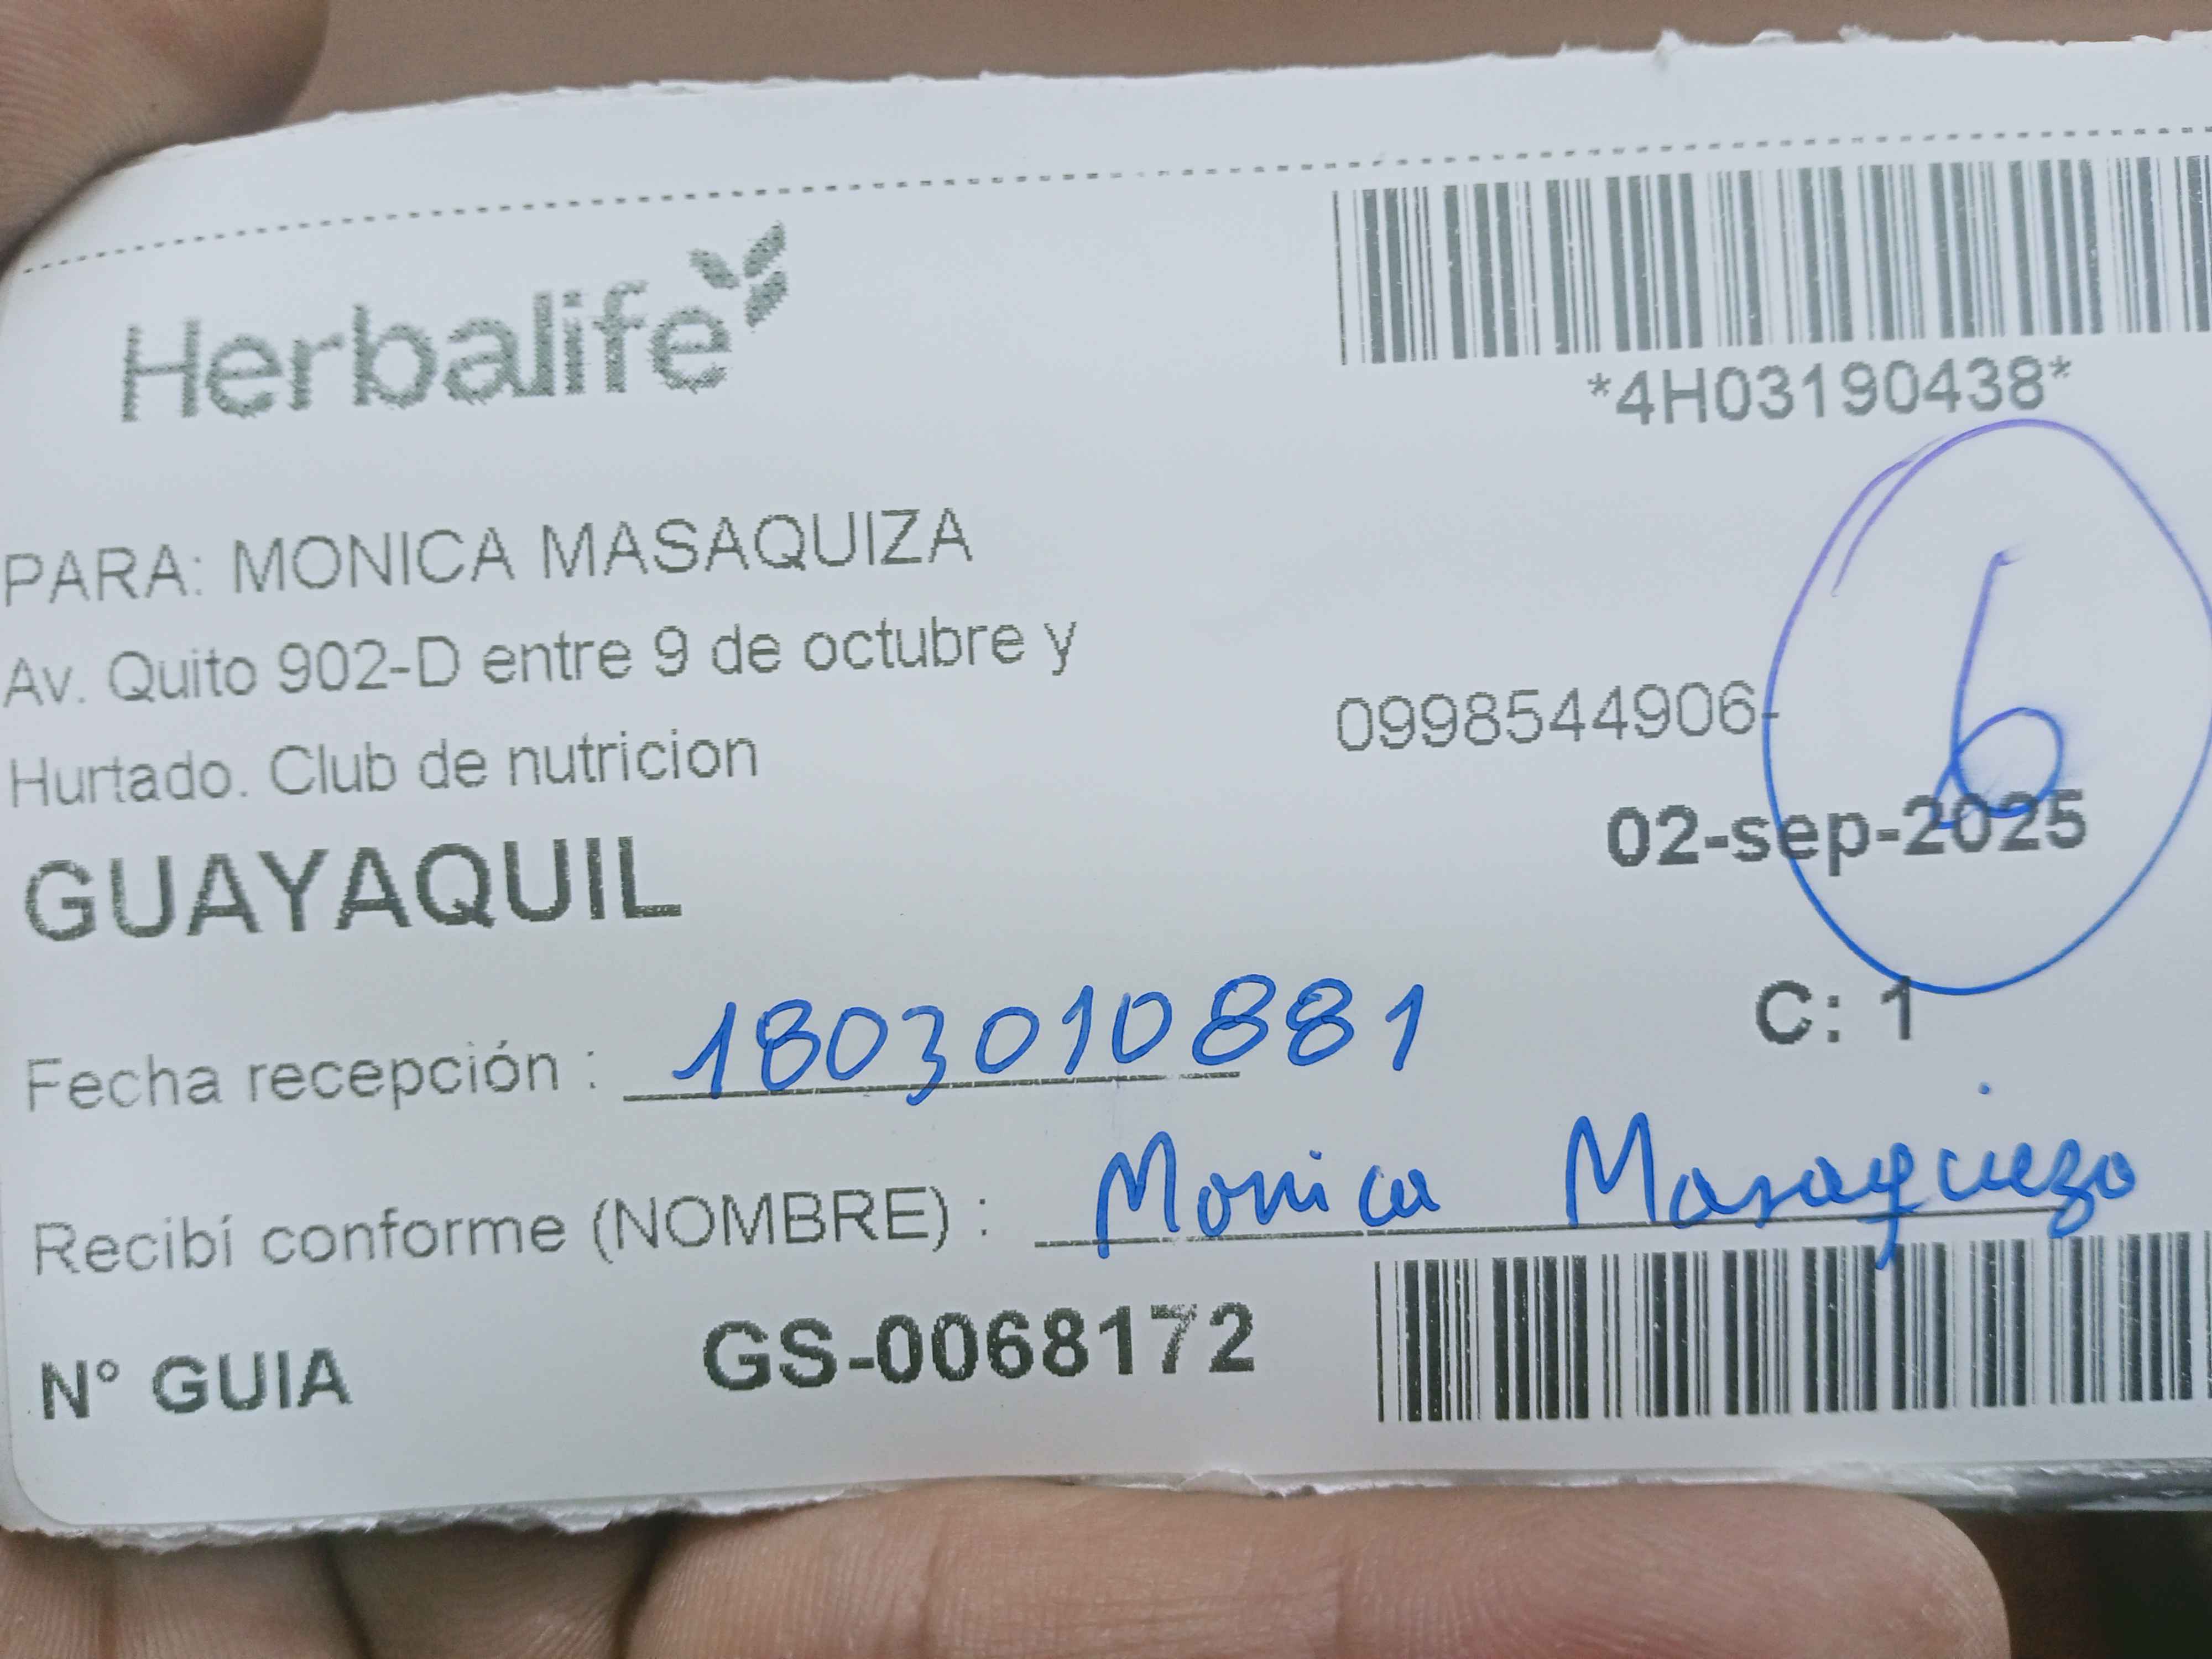 Herbalife
*4H03190438*
PARA: MONICA MASAQUIZA
Av. Quito 902-D entre 9 de octubre y
Hurtado. Club de nutricion
0998544906-
6
02-sep-2025
GUAYAQUIL
C: 1
Fecha recepción : 1803010881
Recibí conforme (NOMBRE) : Monica Masaquiza
N° GUIA GS-0068172